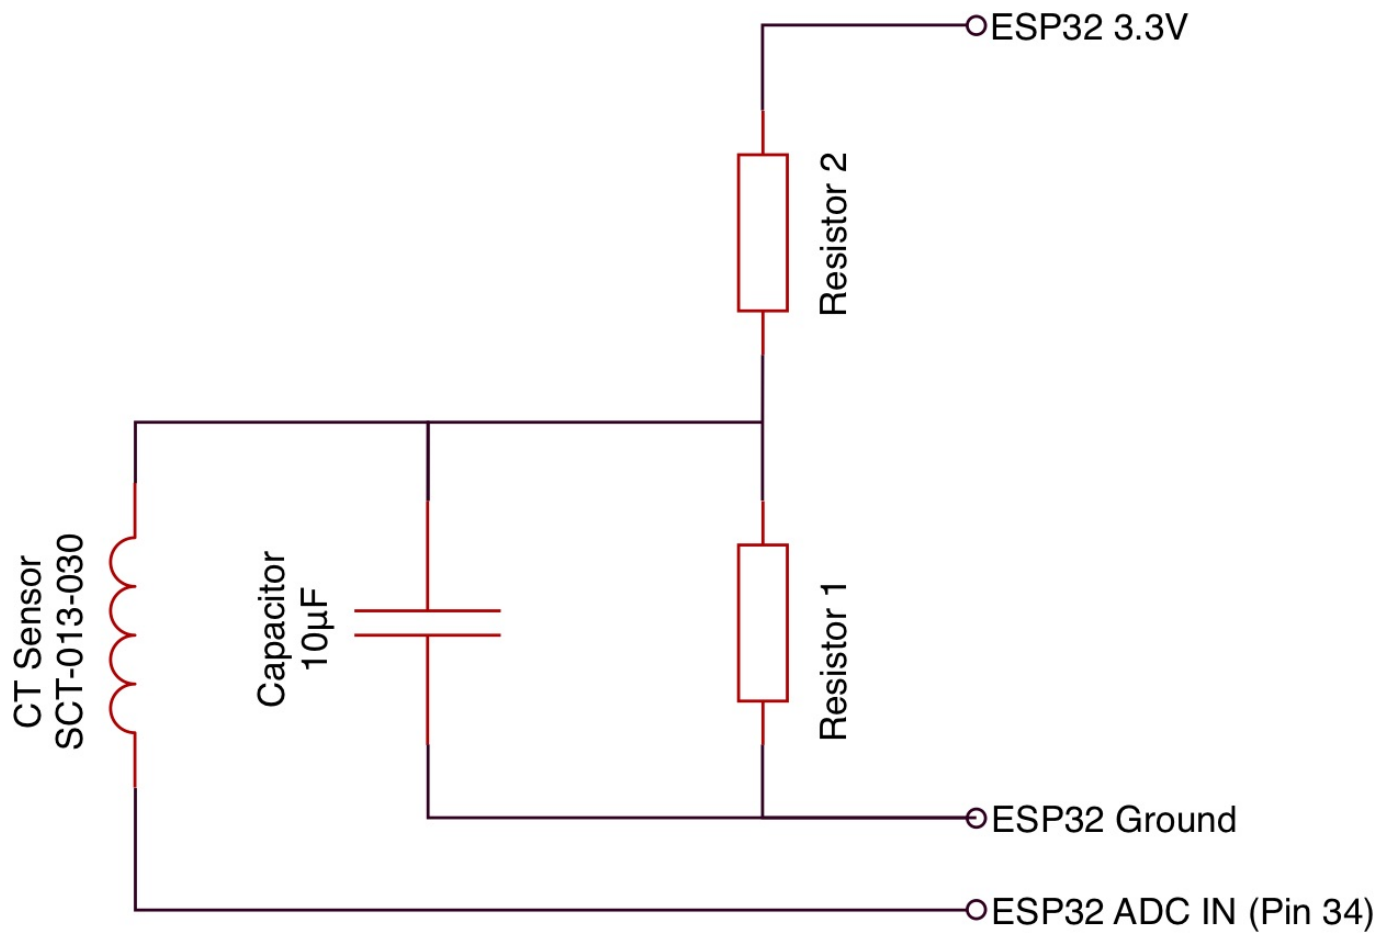 ESP32 3.3V
Resistor 2
CT Sensor
SCT-013-030
Capacitor
10µF
Resistor 1
ESP32 Ground
ESP32 ADC IN (Pin 34)